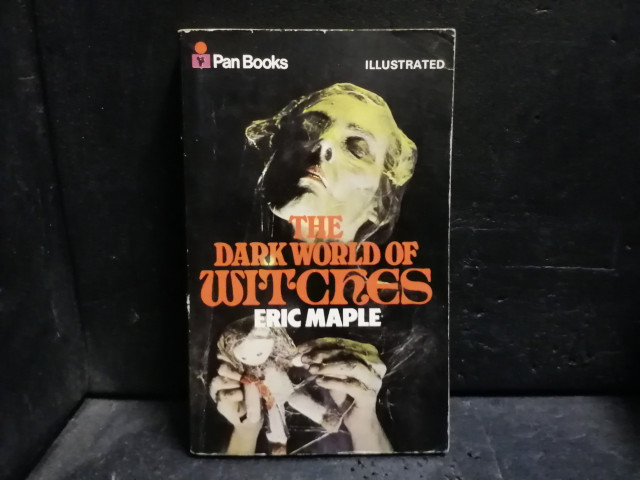 Pan Books
ILLUSTRATED
THE
DARK WORLD OF
WITCHES
ERIC MAPLE